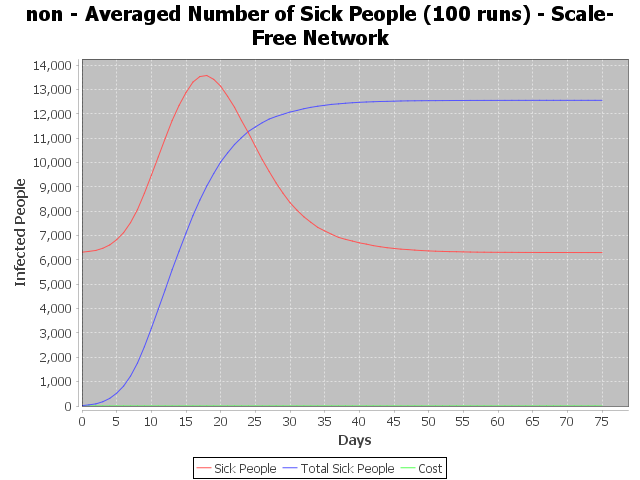 non - Averaged Number of Sick People (100 runs) - Scale-
Free Network
14,000
13,000
12,000
11,000
10,000
9,000
8,000
7,000
6,000
5,000
4,000
3,000
2,000
1,000
0
Infected People
0 5 10 15 20 25 30 35 40 45 50 55 60 65 70 75
Days
Sick People Total Sick People Cost